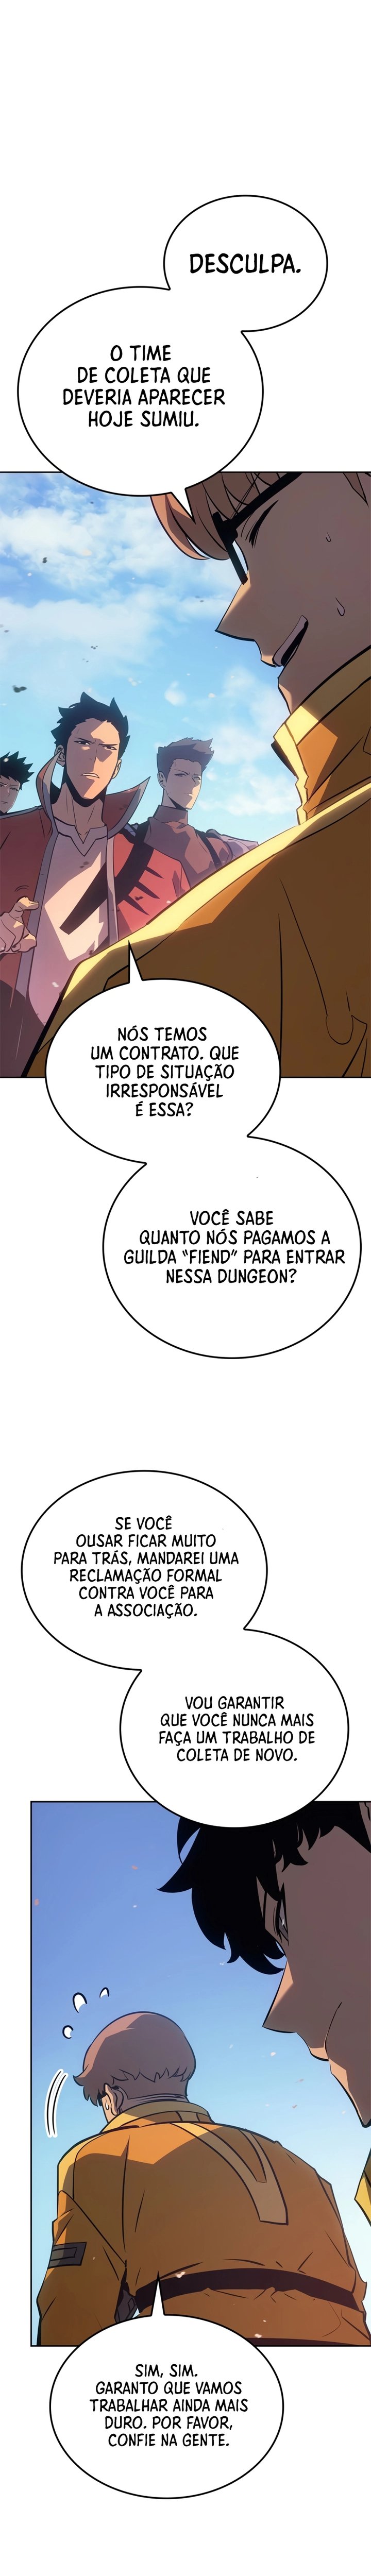 DESCULPA.
O TIME
DE COLETA QUE
DEVERIA APARECER
HOJE SUMIU.
NÓS TEMOS
UM CONTRATO. QUE
TIPO DE SITUAÇÃO
IRRESPONSÁVEL
É ESSA?
VOCÊ SABE
QUANTO NÓS PAGAMOS A
GUILDA "FIEND" PARA ENTRAR
NESSA DUNGEON?
SE VOCÊ
OUSAR FICAR MUITO
PARA TRÁS, MANDAREI UMA
RECLAMAÇÃO FORMAL
CONTRA VOCÊ PARA
A ASSOCIAÇÃO.
VOU GARANTIR
QUE VOCÊ NUNCA MAIS
FAÇA UM TRABALHO DE
COLETA DE NOVO.
SIM, SIM.
GARANTO QUE VAMOS
TRABALHAR AINDA MAIS
DURO. POR FAVOR,
CONFIE NA GENTE.